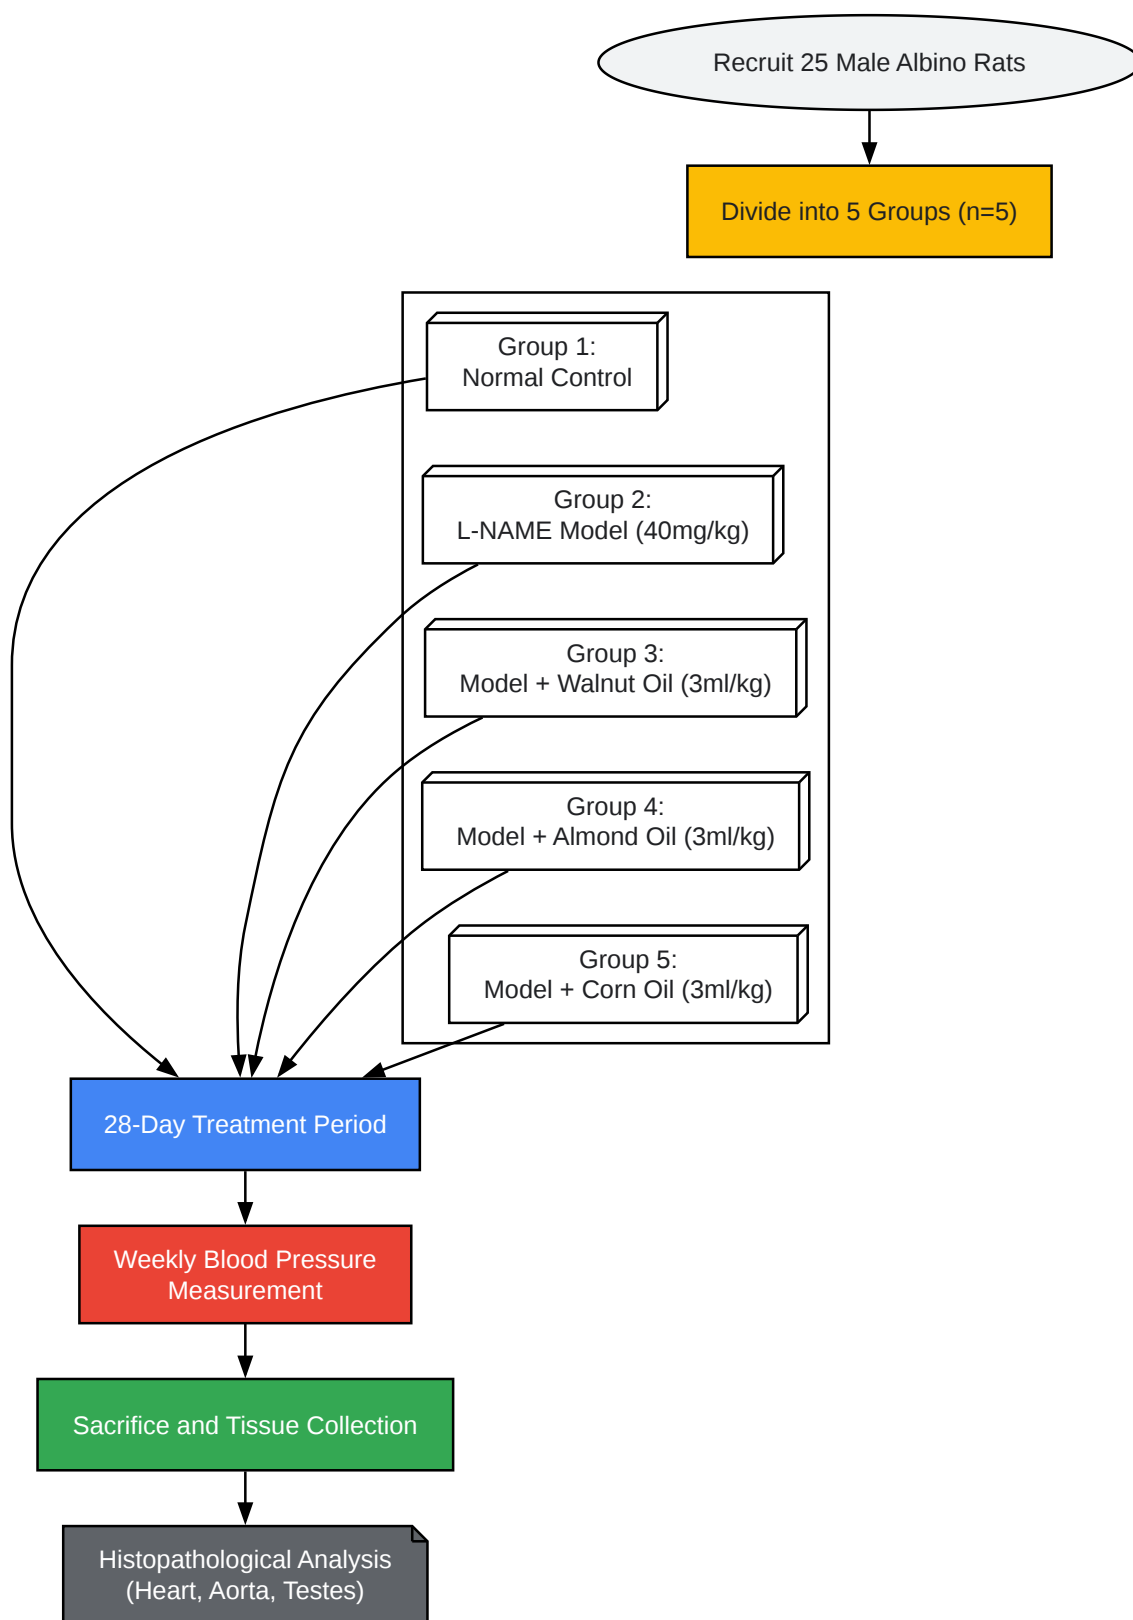 Recruit 25 Male Albino Rats
Divide into 5 Groups (n=5)
Group 1:
Normal Control
Group 2:
L-NAME Model (40mg/kg)
Group 3:
Model + Walnut Oil (3ml/kg)
Group 4:
Model + Almond Oil (3ml/kg)
Group 5:
Model + Corn Oil (3ml/kg)
28-Day Treatment Period
Weekly Blood Pressure
Measurement
Sacrifice and Tissue Collection
Histopathological Analysis
(Heart, Aorta, Testes)